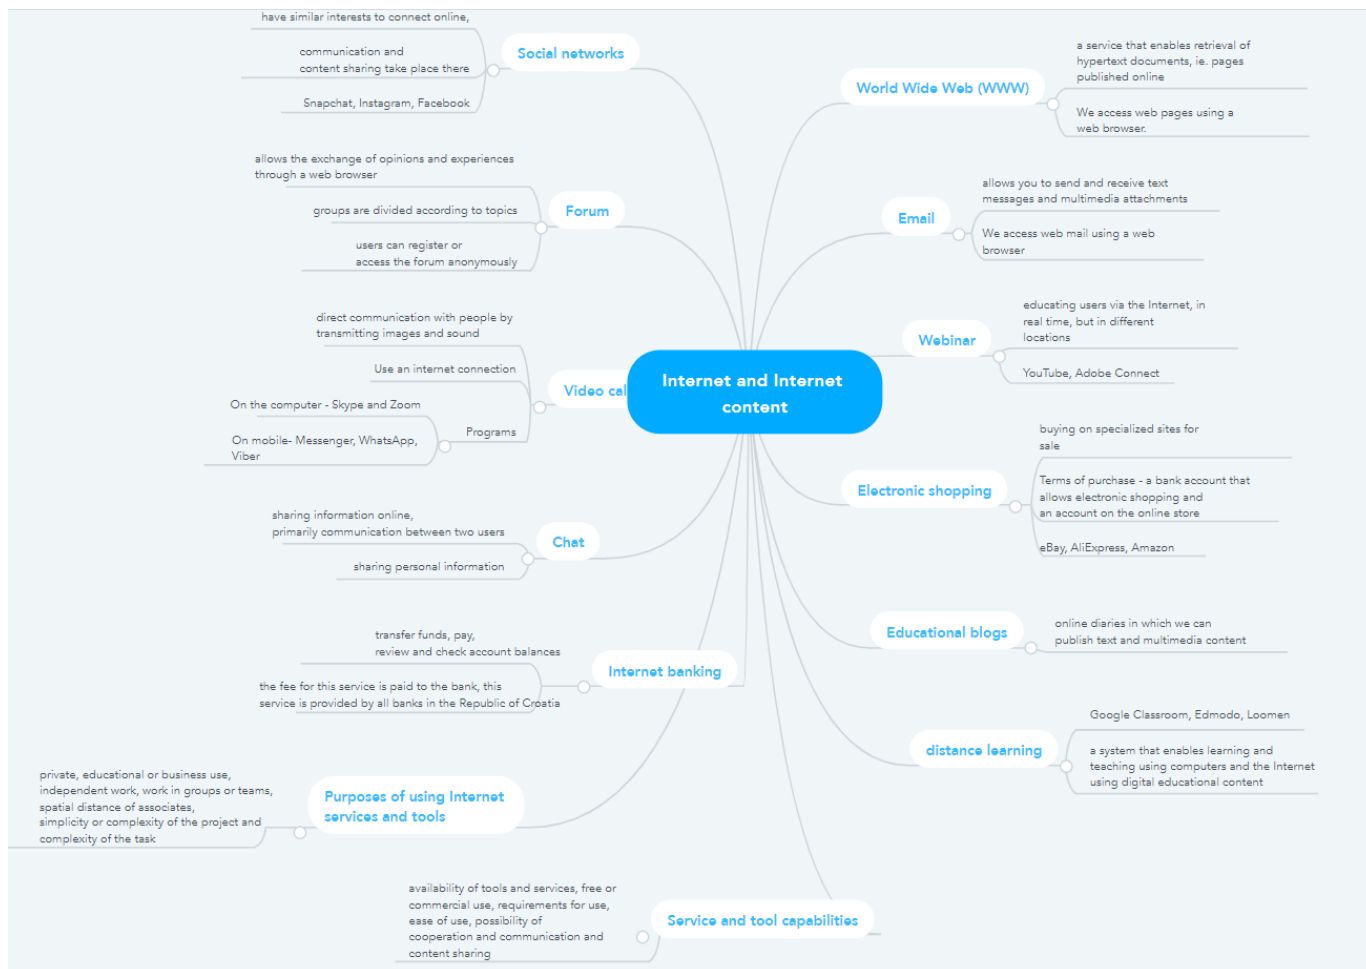 have similar interests to connect online,
communication and
content sharing take place there
Snapchat, Instagram, Facebook
Social networks
allows the exchange of opinions and experiences
through a web browser
groups are divided according to topics
users can register or
access the forum anonymously
Forum
direct communication with people by
transmitting images and sound
Use an internet connection
On the computer - Skype and Zoom
On mobile- Messenger, WhatsApp,
Viber
Programs
Video cal
sharing information online,
primarily communication between two users
sharing personal information
Chat
transfer funds, pay,
review and check account balances
the fee for this service is paid to the bank, this
service is provided by all banks in the Republic of Croatia
Internet banking
private, educational or business use,
independent work, work in groups or teams,
spatial distance of associates,
simplicity or complexity of the project and
complexity of the task
Purposes of using Internet
services and tools
availability of tools and services, free or
commercial use, requirements for use,
ease of use, possibility of
cooperation and communication and
content sharing
Service and tool capabilities
Internet and Internet
content
World Wide Web (WWW)
a service that enables retrieval of
hypertext documents, ie. pages
published online
We access web pages using a
web browser.
Email
allows you to send and receive text
messages and multimedia attachments
We access web mail using a web
browser
Webinar
educating users via the Internet, in
real time, but in different
locations
YouTube, Adobe Connect
Electronic shopping
buying on specialized sites for
sale
Terms of purchase - a bank account that
allows electronic shopping and
an account on the online store
eBay, AliExpress, Amazon
Educational blogs
online diaries in which we can
publish text and multimedia content
distance learning
Google Classroom, Edmodo, Loomen
a system that enables learning and
teaching using computers and the Internet
using digital educational content